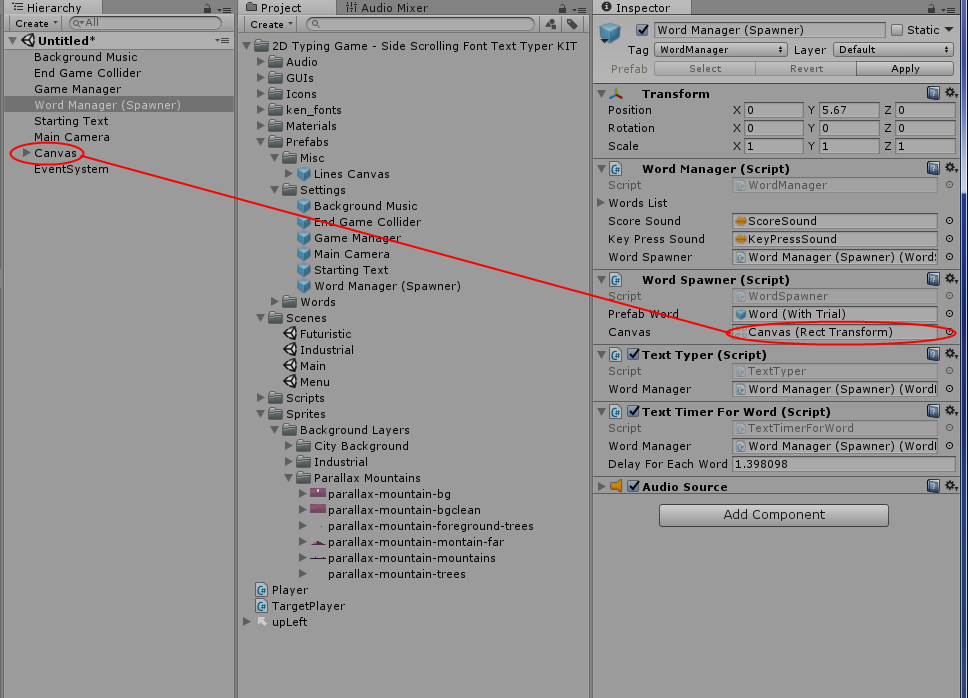 Hierarchy
Create
All
Untitled*
Background Music
End Game Collider
Game Manager
Word Manager (Spawner)
Starting Text
Main Camera
Canvas
EventSystem
Project
Audio Mixer
Create
2D Typing Game - Side Scrolling Font Text Typer KIT
Audio
GUIs
Icons
ken_fonts
Materials
Prefabs
Misc
Lines Canvas
Settings
Background Music
End Game Collider
Game Manager
Main Camera
Starting Text
Word Manager (Spawner)
Words
Scenes
Futuristic
Industrial
Main
Menu
Scripts
Sprites
Background Layers
City Background
Industrial
Parallax Mountains
parallax-mountain-bg
parallax-mountain-bgclean
parallax-mountain-foreground-trees
parallax-mountain-montain-far
parallax-mountain-mountains
parallax-mountain-trees
Player
TargetPlayer
upLeft
Inspector
Word Manager (Spawner) Static
Tag WordManager Layer Default
Prefab Select Revert Apply
Transform
Position X 0 Y 5.67 Z 0
Rotation X 0 Y 0 Z 0
Scale X 1 Y 1 Z 1
Word Manager (Script)
Script WordManager
Words List
Score Sound ScoreSound
Key Press Sound KeyPressSound
Word Spawner Word Manager (Spawner) (Word
Word Spawner (Script)
Script WordSpawner
Prefab Word Word (With Trial)
Canvas Canvas (Rect Transform)
Text Typer (Script)
Script TextTyper
Word Manager Word Manager (Spawner) (Word
Text Timer For Word (Script)
Script TextTimerForWord
Word Manager Word Manager (Spawner) (Word
Delay For Each Word 1.398098
Audio Source
Add Component